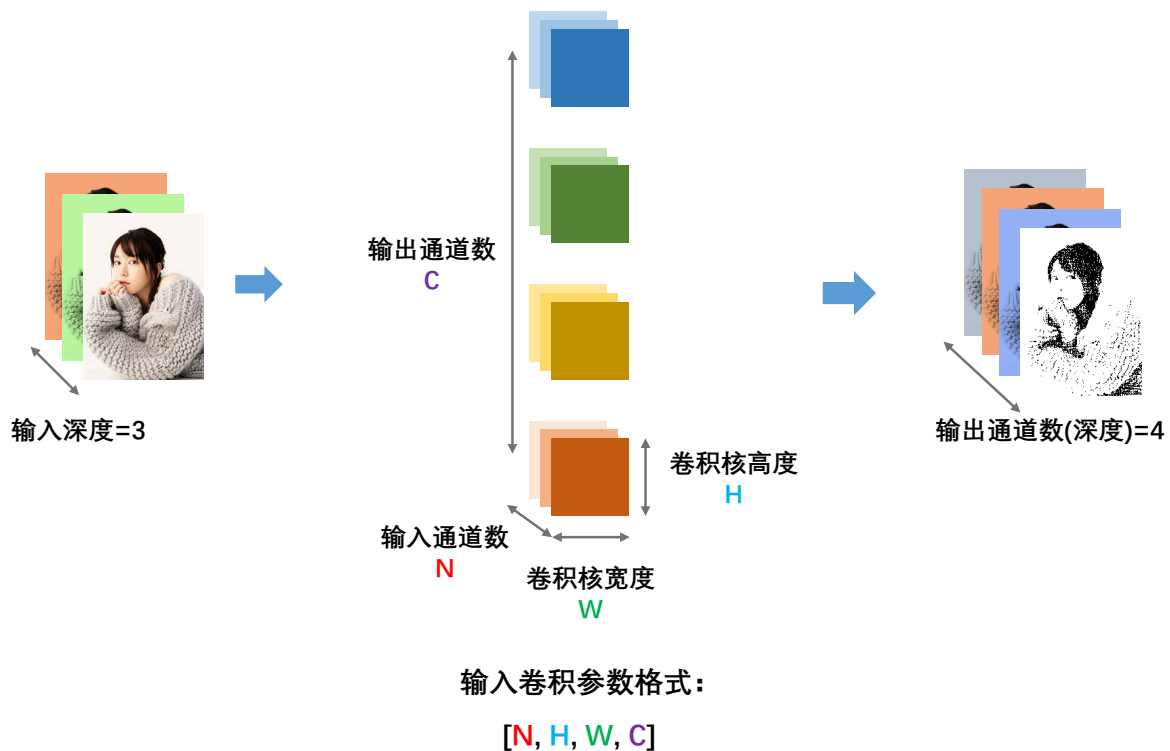 输出通道数
C
输入深度=3
输出通道数(深度)=4
卷积核高度
H
输入通道数
N
卷积核宽度
W
输入卷积参数格式：
[N, H, W, C]